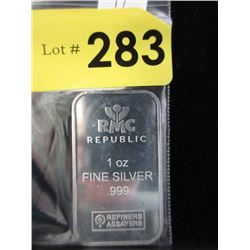 Lot # 283
RMC
REPUBLIC
1 oz
FINE SILVER
.999
REFINERS
ASSAYERS